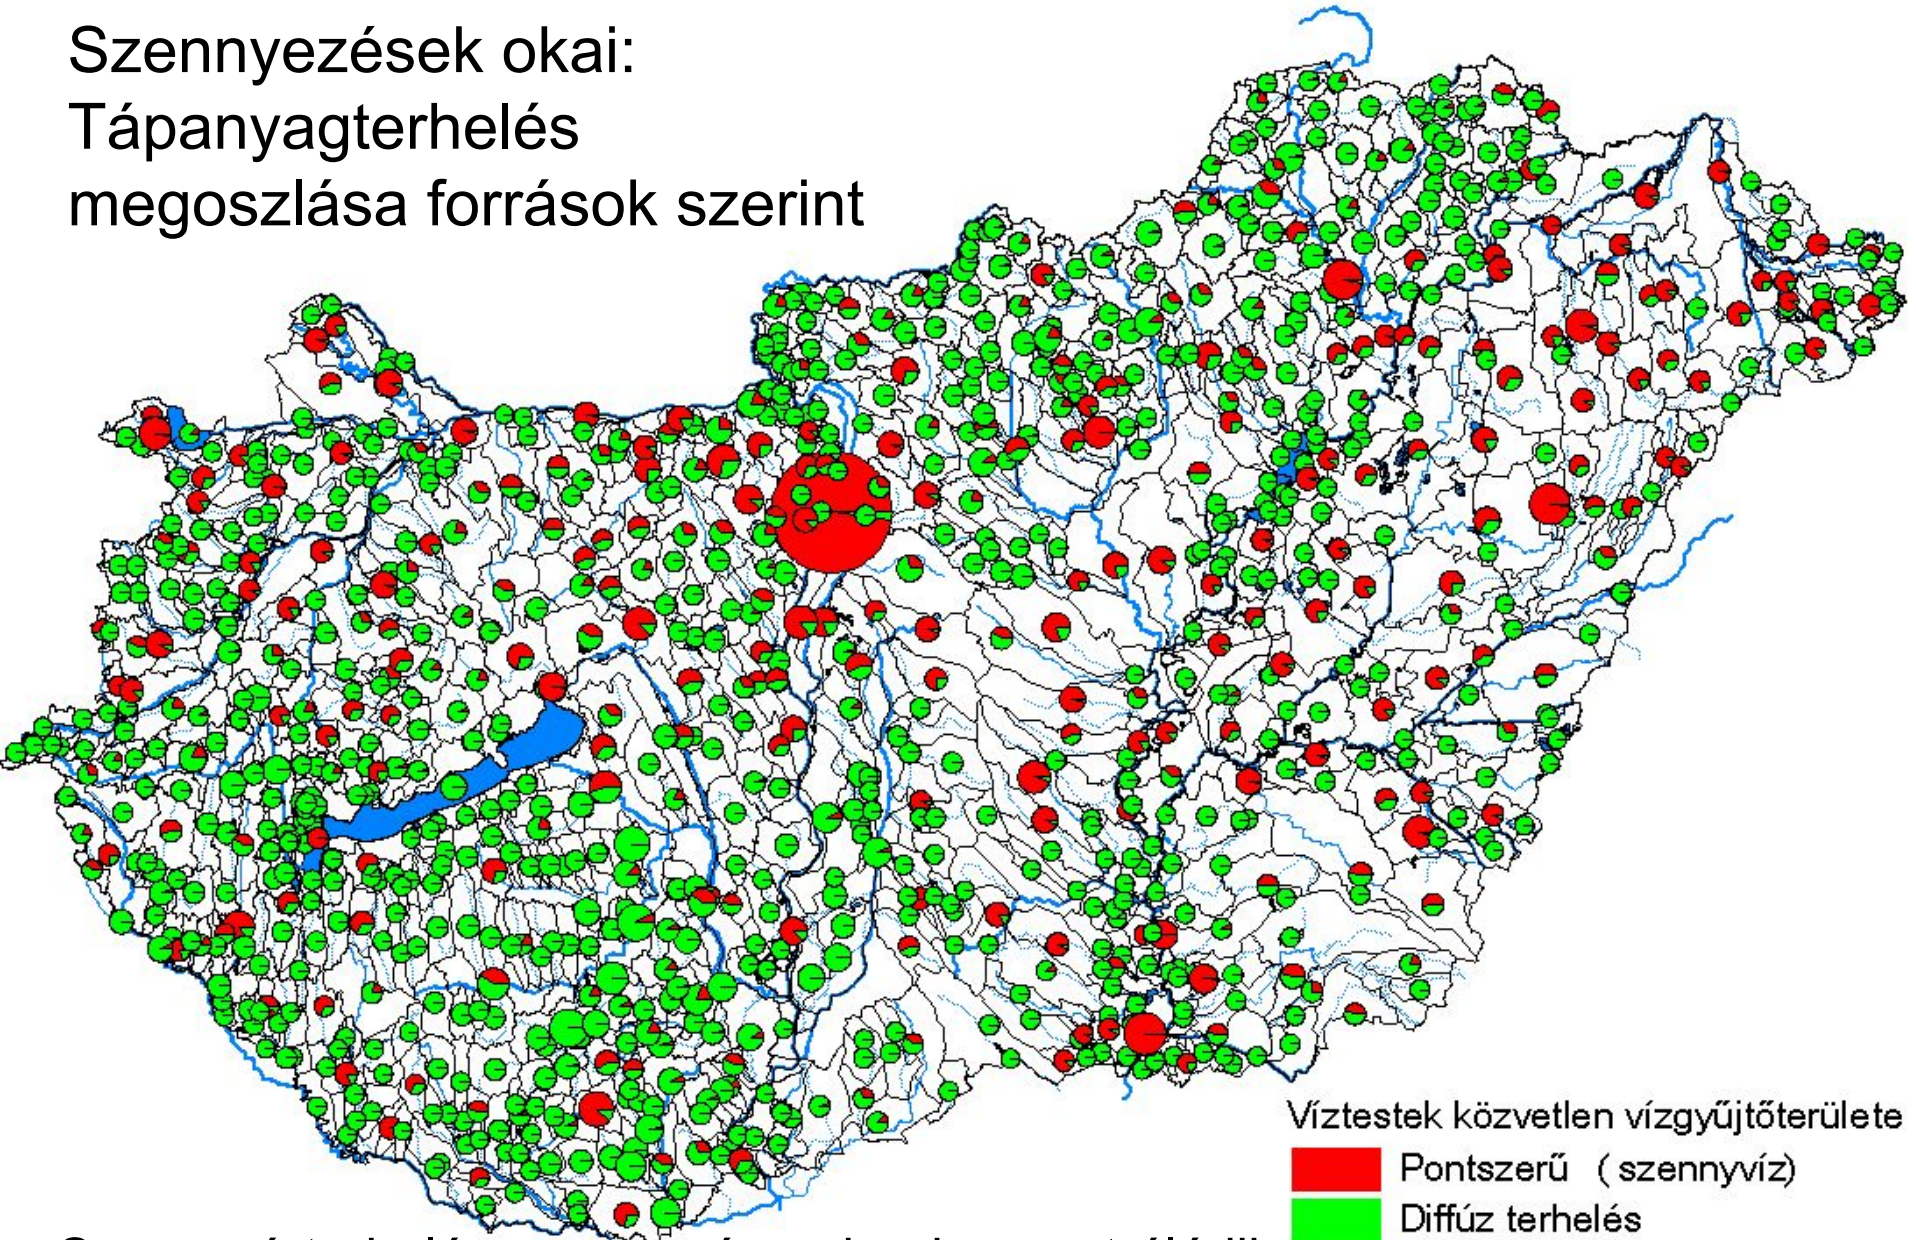 Szennyezések okai:
Tápanyagterhelés
megoszlása források szerint
Víztestek közvetlen vízgyűjtőterülete
Pontszerű ( szennyvíz)
Diffúz terhelés